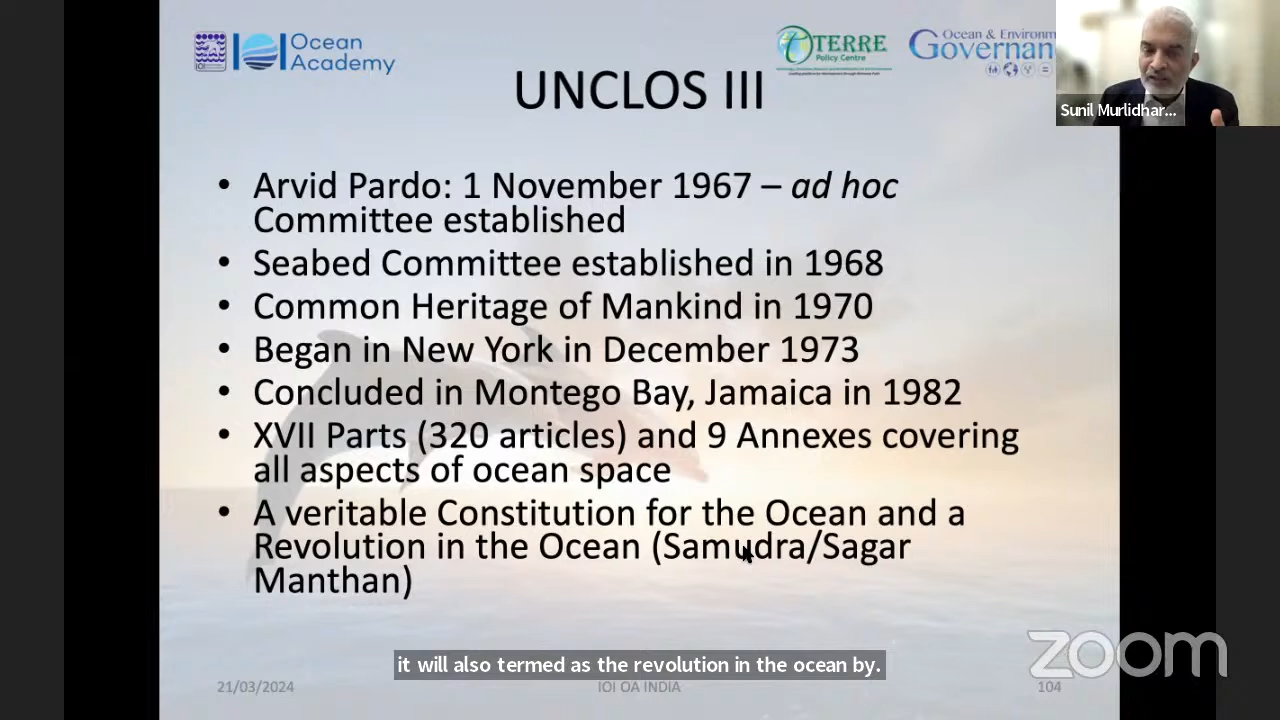 Ocean
Academy
IOI
TERRE
Policy Centre
Ocean & Environm
Governan
UNCLOS III
Sunil Murlidhar...
• Arvid Pardo: 1 November 1967 – ad hoc
Committee established
• Seabed Committee established in 1968
• Common Heritage of Mankind in 1970
• Began in New York in December 1973
• Concluded in Montego Bay, Jamaica in 1982
• XVII Parts (320 articles) and 9 Annexes covering
all aspects of ocean space
• A veritable Constitution for the Ocean and a
Revolution in the Ocean (Samudra/Sagar
Manthan)
it will also termed as the revolution in the ocean by.
zoom
21/03/2024
IOI OA INDIA
104